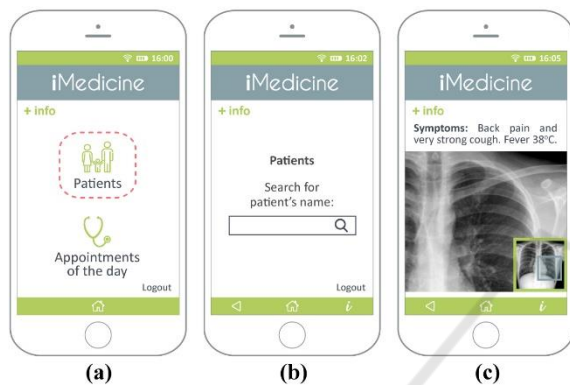 16:00
iMedicine
+ info
Patients
Appointments
of the day
Logout
(a)
16:02
iMedicine
+ info
Patients
Search for
patient's name:
Logout
i
(b)
16:05
iMedicine
+ info
Symptoms: Back pain and
very strong cough. Fever 38°C.
i
(c)